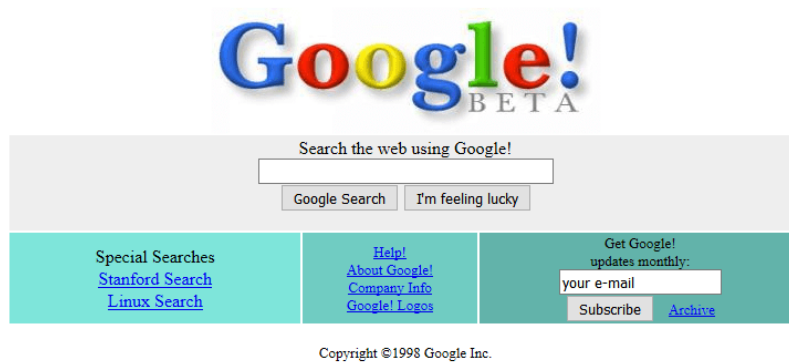 Google!
BETA
Search the web using Google!
Google Search I'm feeling lucky
Special Searches
Stanford Search
Linux Search
Help!
About Google!
Company Info
Google! Logos
Get Google!
updates monthly:
your e-mail
Subscribe Archive
Copyright ©1998 Google Inc.